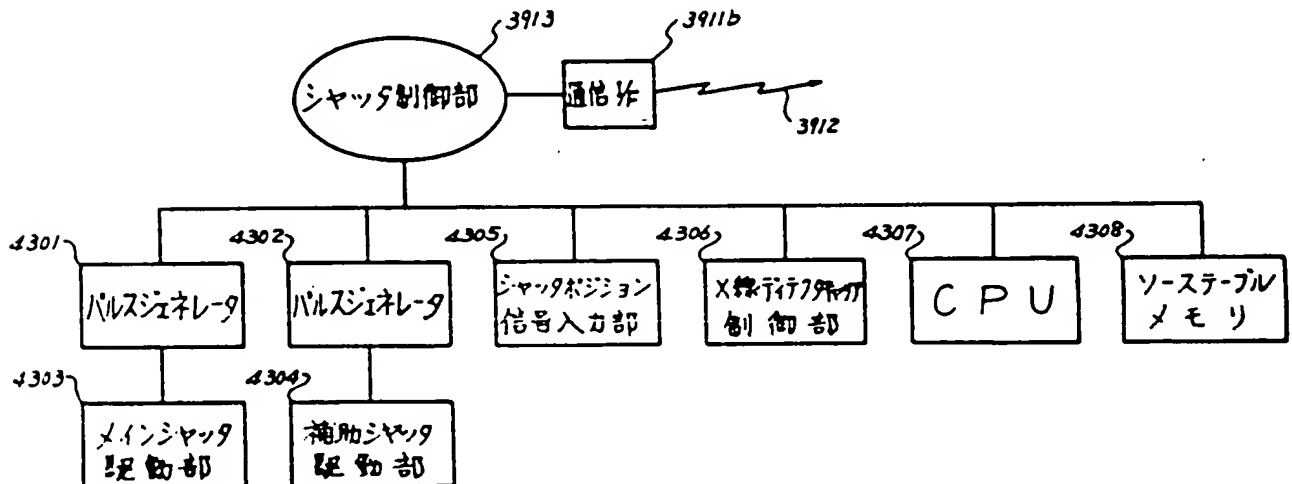 3913
3911b
シャッタ制御部
通信I/F
3912
4301
4302
4305
4306
4307
4308
パルスジェネレータ
パルスジェネレータ
シャッタポジション
信号入力部
X線ディテクタ
制御部
CPU
ソーステーブル
メモリ
4303
4304
メインシャッタ
駆動部
補助シャッタ
駆動部